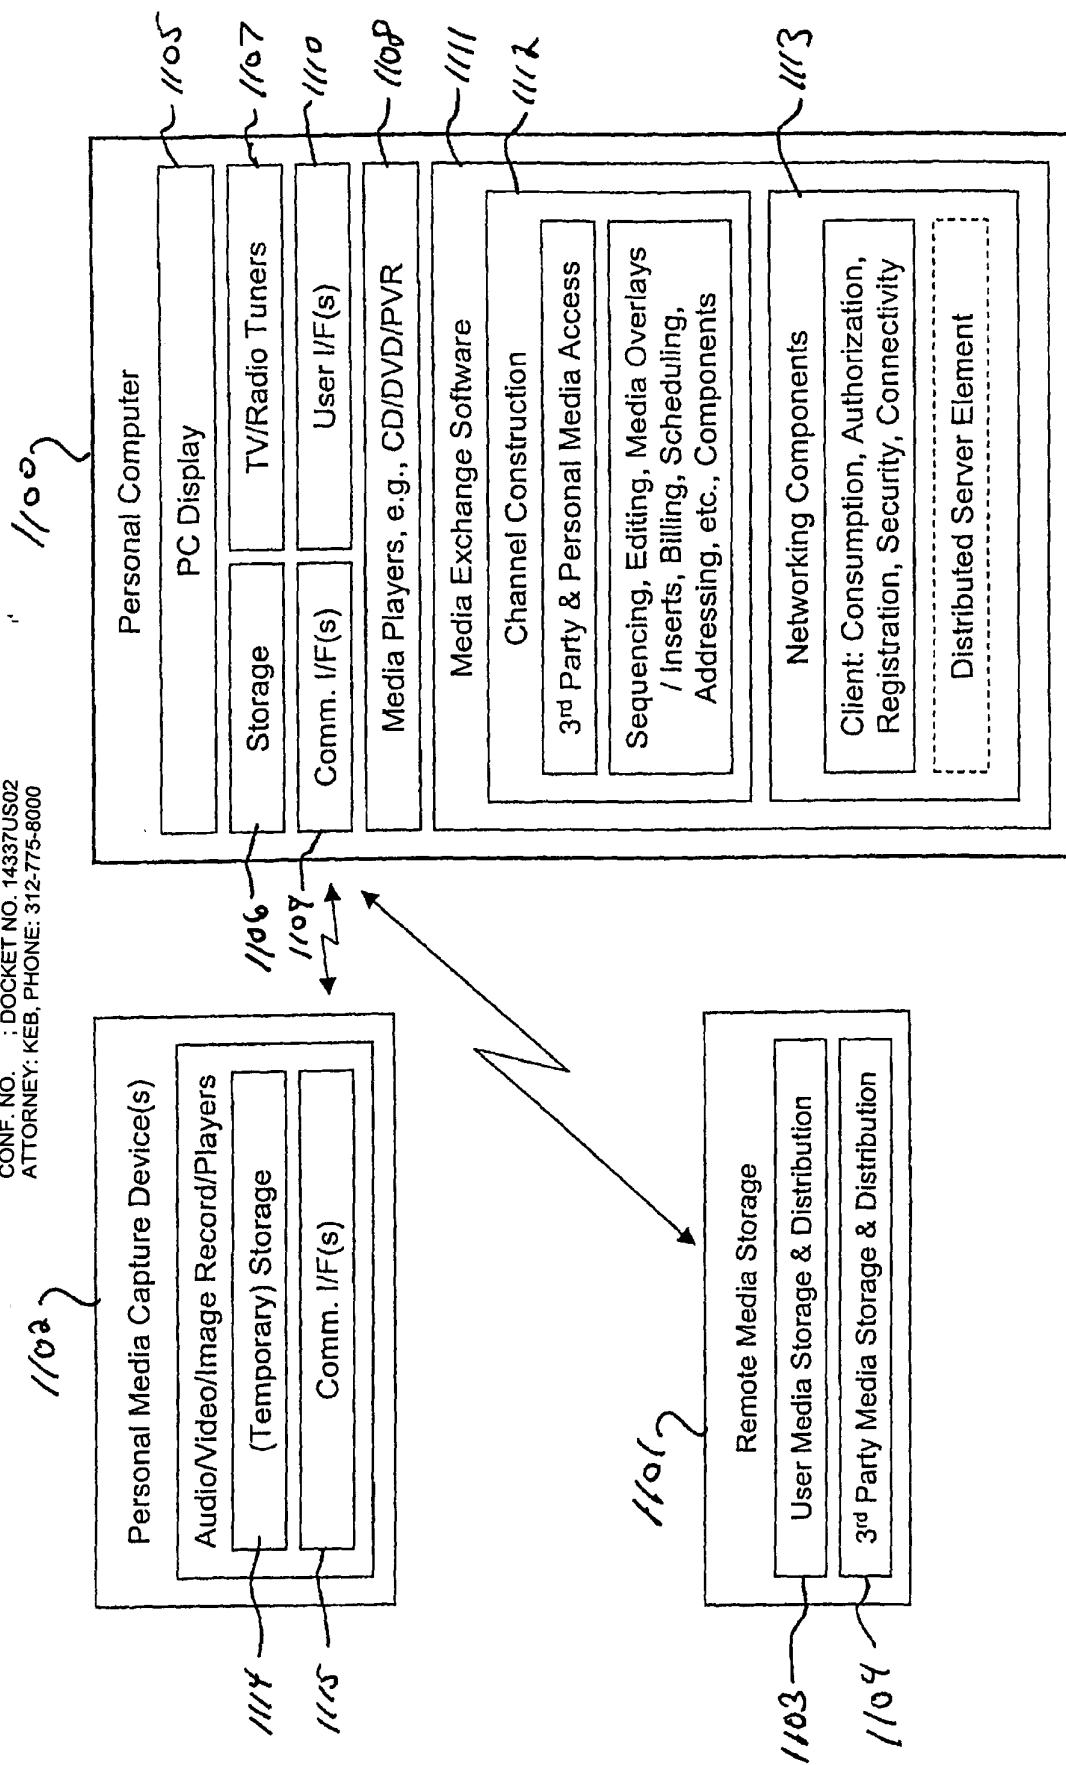 CONF. NO. ; DOCKET NO. 14337US02
ATTORNEY: KEB, PHONE: 312-775-8000
1102
Personal Media Capture Device(s)
Audio/Video/Image Record/Players
(Temporary) Storage
Comm. I/F(s)
1114
1115
1101
Remote Media Storage
User Media Storage & Distribution
3rd Party Media Storage & Distribution
1103
1104
1100
Personal Computer
PC Display
1105
Storage
TV/Radio Tuners
1106
1107
Comm. I/F(s)
User I/F(s)
1109
1110
Media Players, e.g., CD/DVD/PVR
1108
Media Exchange Software
1111
Channel Construction
1112
3rd Party & Personal Media Access
Sequencing, Editing, Media Overlays
/ Inserts, Billing, Scheduling,
Addressing, etc., Components
Networking Components
1113
Client: Consumption, Authorization,
Registration, Security, Connectivity
Distributed Server Element